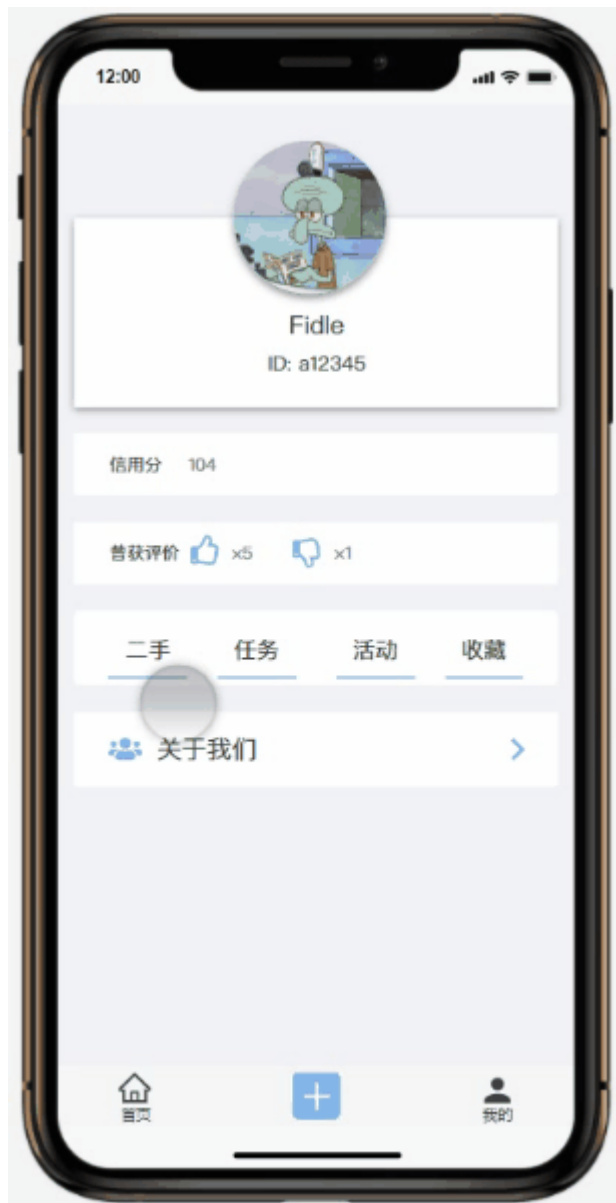 12:00
Fidle
ID: a12345
信用分 104
曾获评价 x5 x1
二手 任务 活动 收藏
关于我们
首页 我的